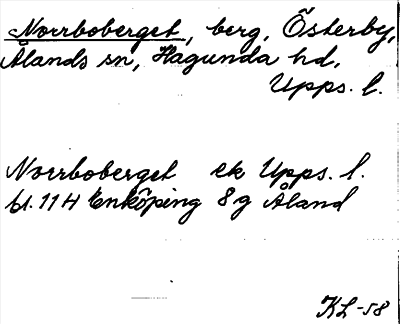 Norrboberget, berg, Österby,
Ålands sn, Hagunda hd,
Upps. l.
Norrboberget ek Upps. l.
bl. 11 H Enköping 8 g Åland
KL-58